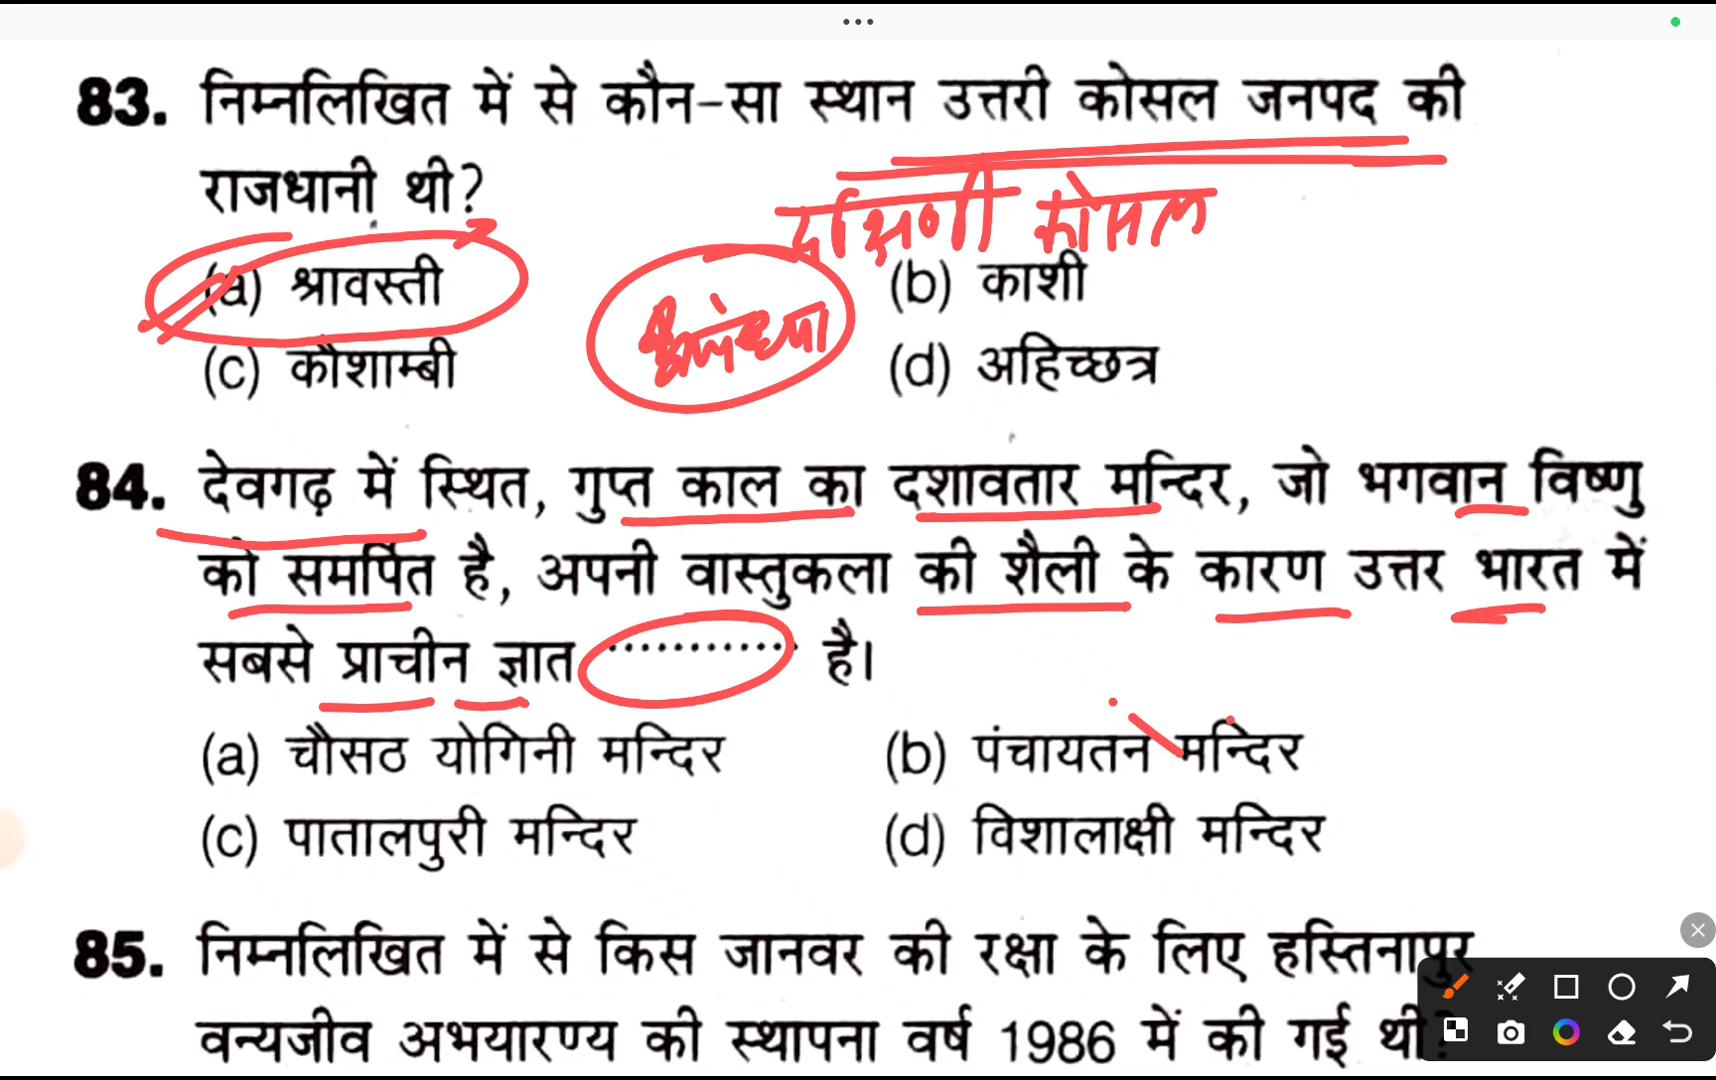 83. निम्नलिखित में से कौन-सा स्थान उत्तरी कोसल जनपद की
राजधानी थी?
दक्षिणी कोसल
(a) श्रावस्ती (b) काशी
(c) कौशाम्बी (d) अहिच्छत्र
84. देवगढ़ में स्थित, गुप्त काल का दशावतार मन्दिर, जो भगवान विष्णु
को समर्पित है, अपनी वास्तुकला की शैली के कारण उत्तर भारत में
सबसे प्राचीन ज्ञात ........... है।
(a) चौसठ योगिनी मन्दिर (b) पंचायतन मन्दिर
(c) पातालपुरी मन्दिर (d) विशालाक्षी मन्दिर
85. निम्नलिखित में से किस जानवर की रक्षा के लिए हस्तिनापुर
वन्यजीव अभयारण्य की स्थापना वर्ष 1986 में की गई थी?